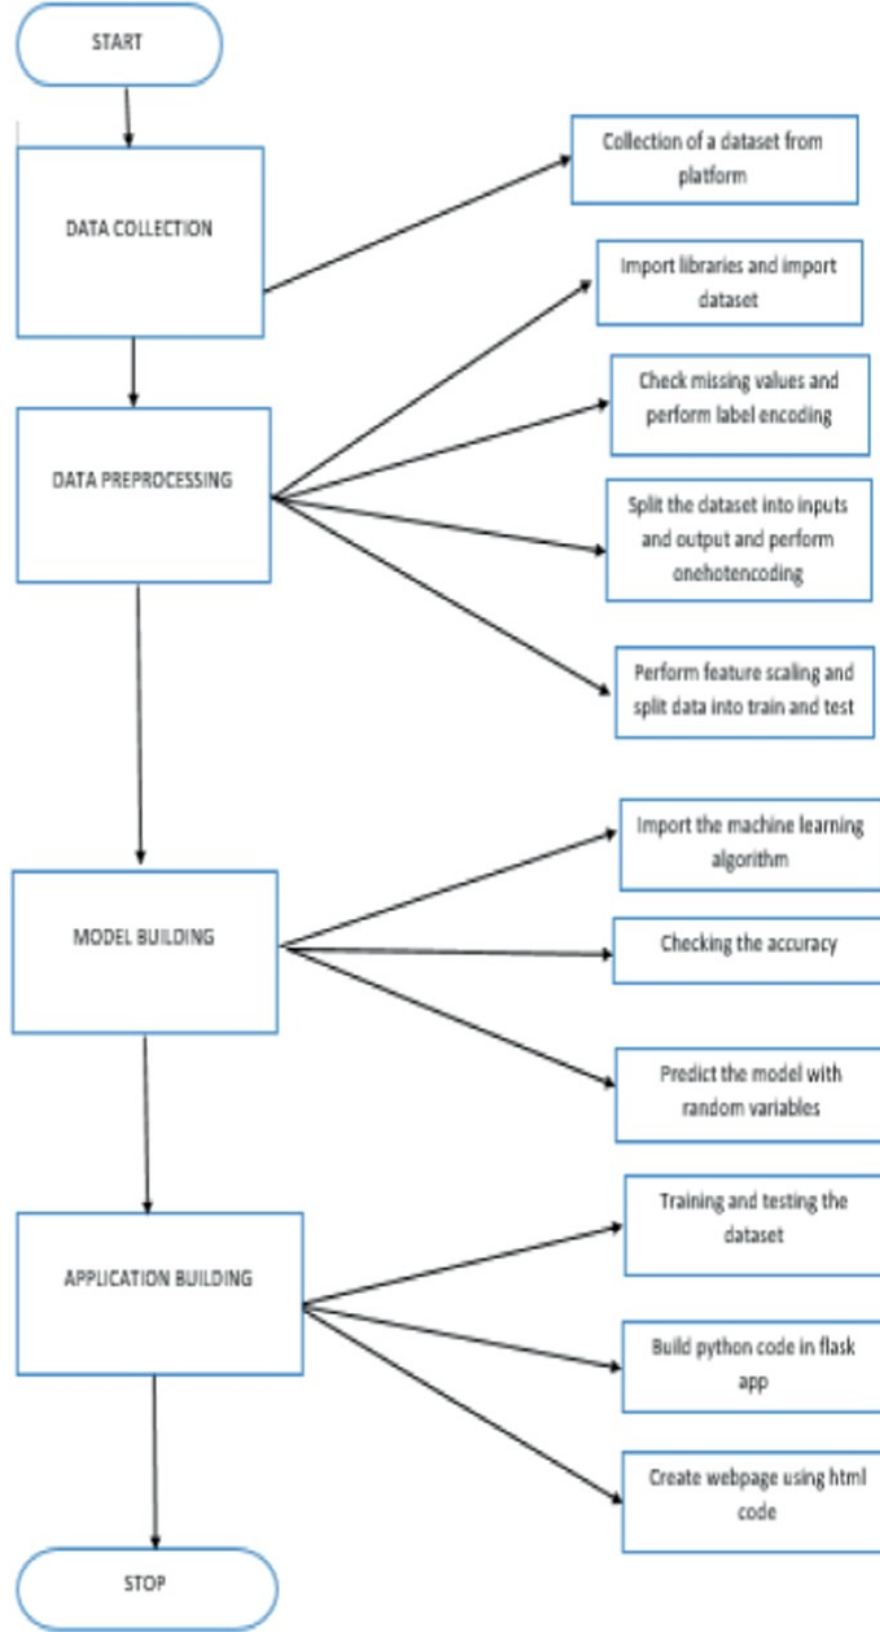 START
DATA COLLECTION
Collection of a dataset from
platform
DATA PREPROCESSING
Import libraries and import
dataset
Check missing values and
perform label encoding
Split the dataset into inputs
and output and perform
onehotencoding
Perform feature scaling and
split data into train and test
MODEL BUILDING
Import the machine learning
algorithm
Checking the accuracy
Predict the model with
random variables
APPLICATION BUILDING
Training and testing the
dataset
Build python code in flask
app
Create webpage using html
code
STOP